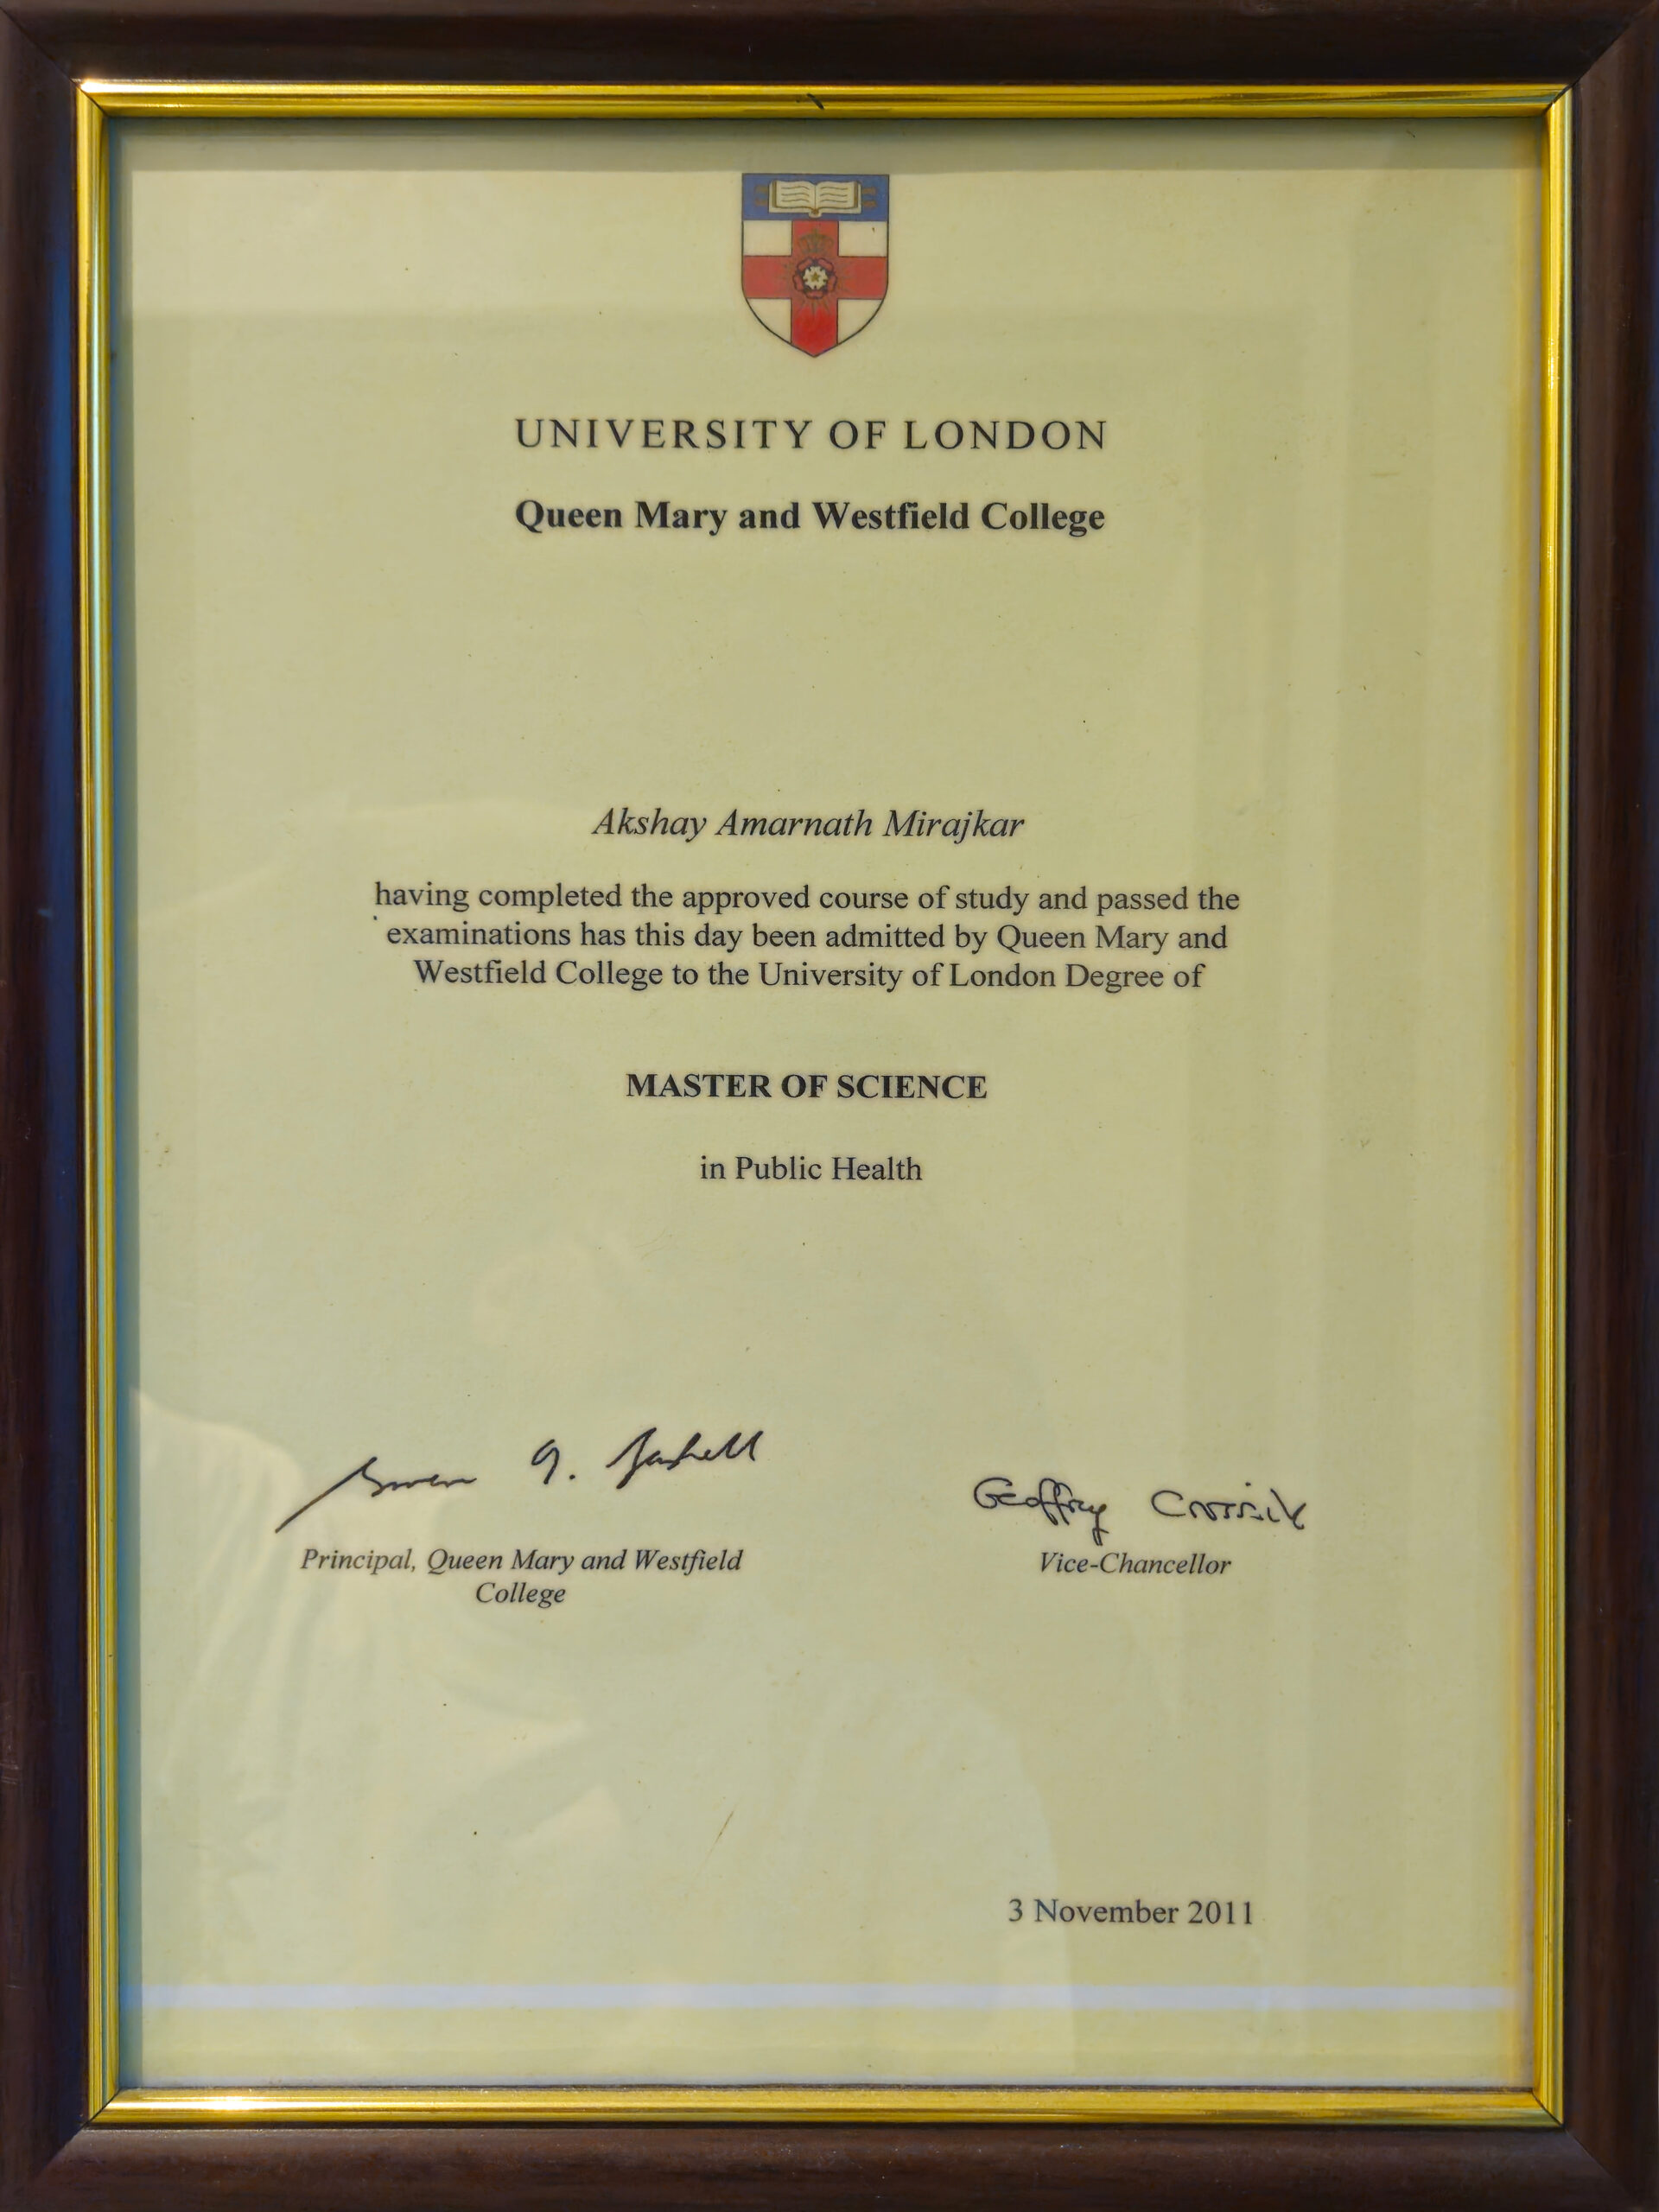 UNIVERSITY OF LONDON
Queen Mary and Westfield College
Akshay Amarnath Mirajkar
having completed the approved course of study and passed the
examinations has this day been admitted by Queen Mary and
Westfield College to the University of London Degree of
MASTER OF SCIENCE
in Public Health
Geoffrey Crossick
Principal, Queen Mary and Westfield
College
Vice-Chancellor
3 November 2011